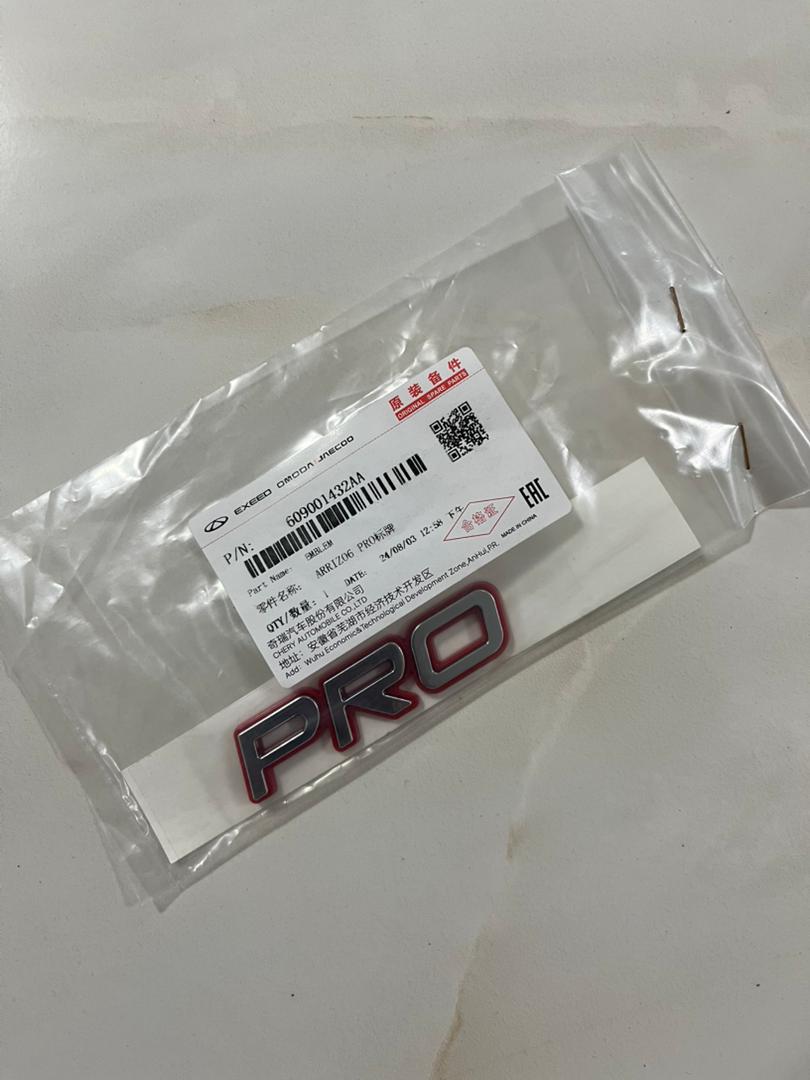 原装备件
ORIGINAL SPARE PARTS
EXEED OMODA JAECOO
P/N: 609001432AA
Part Name: EMBLEM
零件名称: ARRIZO6 PRO标牌
QTY/数量: 1 DATE: 24/08/03 12:58 下午
合格证
EAC
奇瑞汽车股份有限公司
CHERY AUTOMOBILE CO.,LTD
MADE IN CHINA
地址: 安徽省芜湖市经济技术开发区
Add: Wuhu Economic&Technological Development Zone,AnHui,PR.
PRO